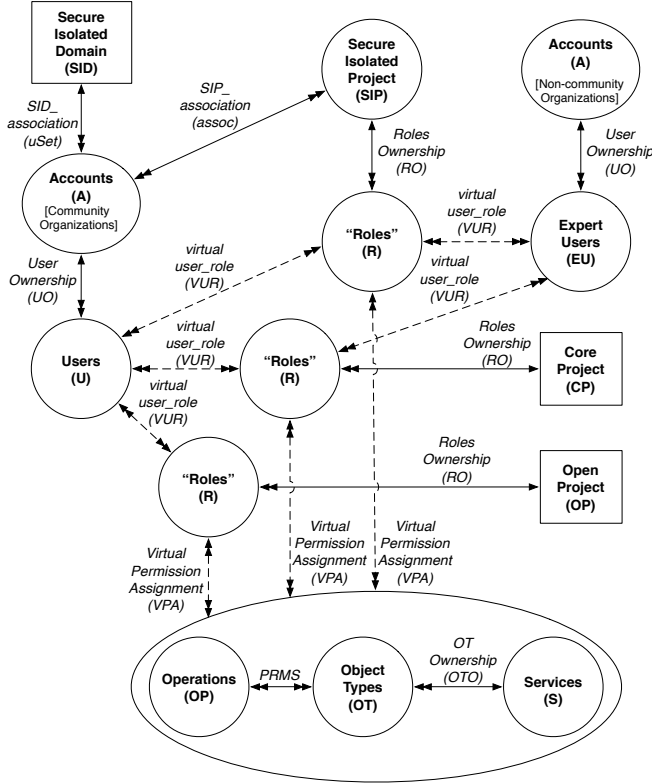 Secure
Isolated
Domain
(SID)
Secure
Isolated
Project
(SIP)
Accounts
(A)
[Non-community
Organizations]
SID_
association
(uSet)
SIP_
association
(assoc)
Roles
Ownership
(RO)
User
Ownership
(UO)
Accounts
(A)
[Community
Organizations]
virtual
user_role
(VUR)
"Roles"
(R)
virtual
user_role
(VUR)
Expert
Users
(EU)
User
Ownership
(UO)
virtual
user_role
(VUR)
Users
(U)
virtual
user_role
(VUR)
"Roles"
(R)
Roles
Ownership
(RO)
Core
Project
(CP)
virtual
user_role
(VUR)
"Roles"
(R)
Roles
Ownership
(RO)
Open
Project
(OP)
Virtual
Permission
Assignment
(VPA)
Virtual
Permission
Assignment
(VPA)
Virtual
Permission
Assignment
(VPA)
Operations
(OP)
PRMS
Object
Types
(OT)
OT
Ownership
(OTO)
Services
(S)